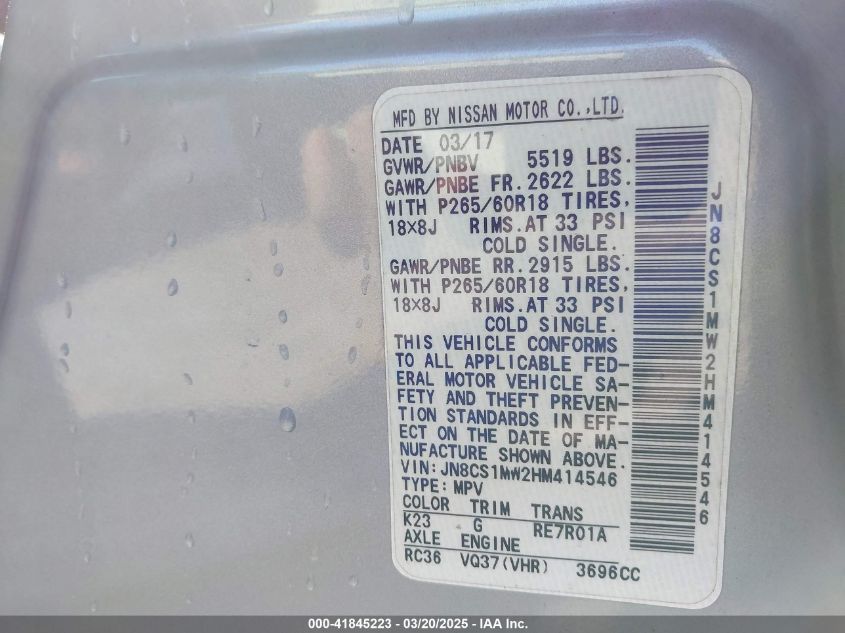 MFD BY NISSAN MOTOR CO.,LTD.
DATE 03/17
GVWR/PNBV 5519 LBS.
GAWR/PNBE FR. 2622 LBS.
WITH P265/60R18 TIRES,
18×8J RIMS. AT 33 PSI
COLD SINGLE.
GAWR/PNBE RR. 2915 LBS.
WITH P265/60R18 TIRES,
18×8J RIMS. AT 33 PSI
COLD SINGLE.
THIS VEHICLE CONFORMS
TO ALL APPLICABLE FED-
ERAL MOTOR VEHICLE SA-
FETY AND THEFT PREVEN-
TION STANDARDS IN EFF-
ECT ON THE DATE OF MA-
NUFACTURE SHOWN ABOVE.
VIN: JN8CS1MW2HM414546
TYPE: MPV
COLOR TRIM TRANS
K23 G RE7R01A
AXLE ENGINE
RC36 VQ37(VHR) 3696CC
JN8CS1MW2HM414546
000-41845223 - 03/20/2025 - IAA Inc.